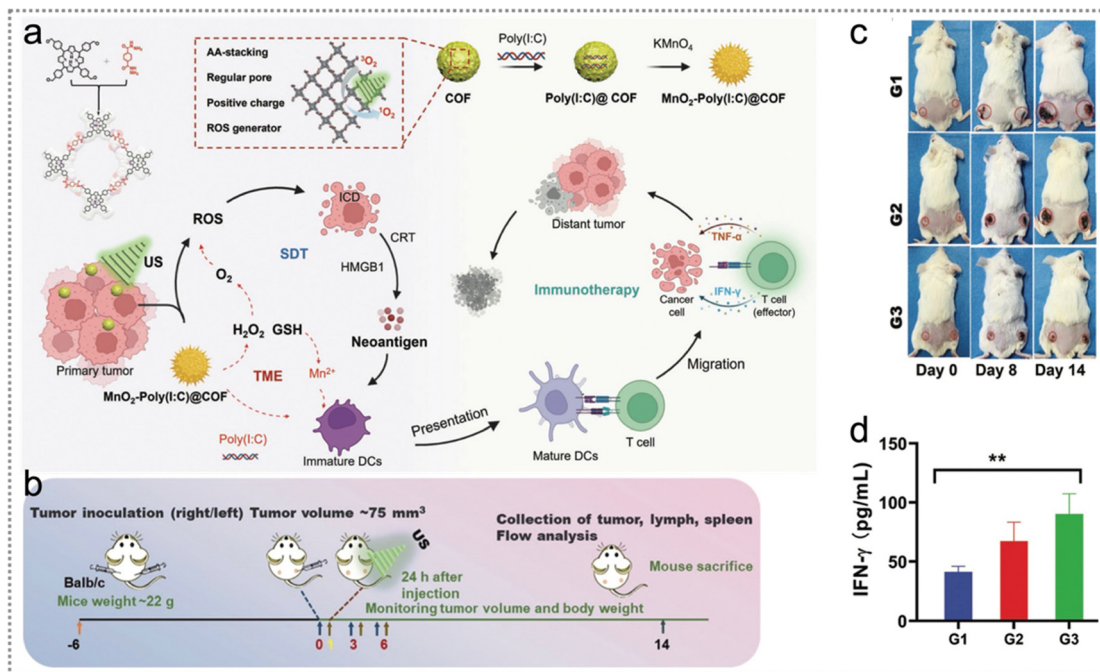 a
AA-stacking
Regular pore
Positive charge
ROS generator
³O₂
¹O₂
COF
Poly(I:C)
Poly(I:C)@ COF
KMnO₄
MnO₂-Poly(I:C)@COF
US
Primary tumor
MnO₂-Poly(I:C)@COF
ROS
O₂
H₂O₂ GSH
TME
Mn²⁺
Poly(I:C)
SDT
ICD
CRT
HMGB1
Neoantigen
Immature DCs
Presentation
Mature DCs
T cell
Migration
Immunotherapy
Cancer
cell
TNF-α
IFN-γ
T cell
(effector)
Distant tumor
b
Tumor inoculation (right/left) Tumor volume ~75 mm³
Balb/c
Mice weight ~22 g
US
24 h after
injection
Monitoring tumor volume and body weight
Collection of tumor, lymph, spleen
Flow analysis
Mouse sacrifice
-6
0
3
6
14
c
G1
G2
G3
Day 0 Day 8 Day 14
d
IFN-γ (pg/mL)
150
100
50
0
**
G1 G2 G3